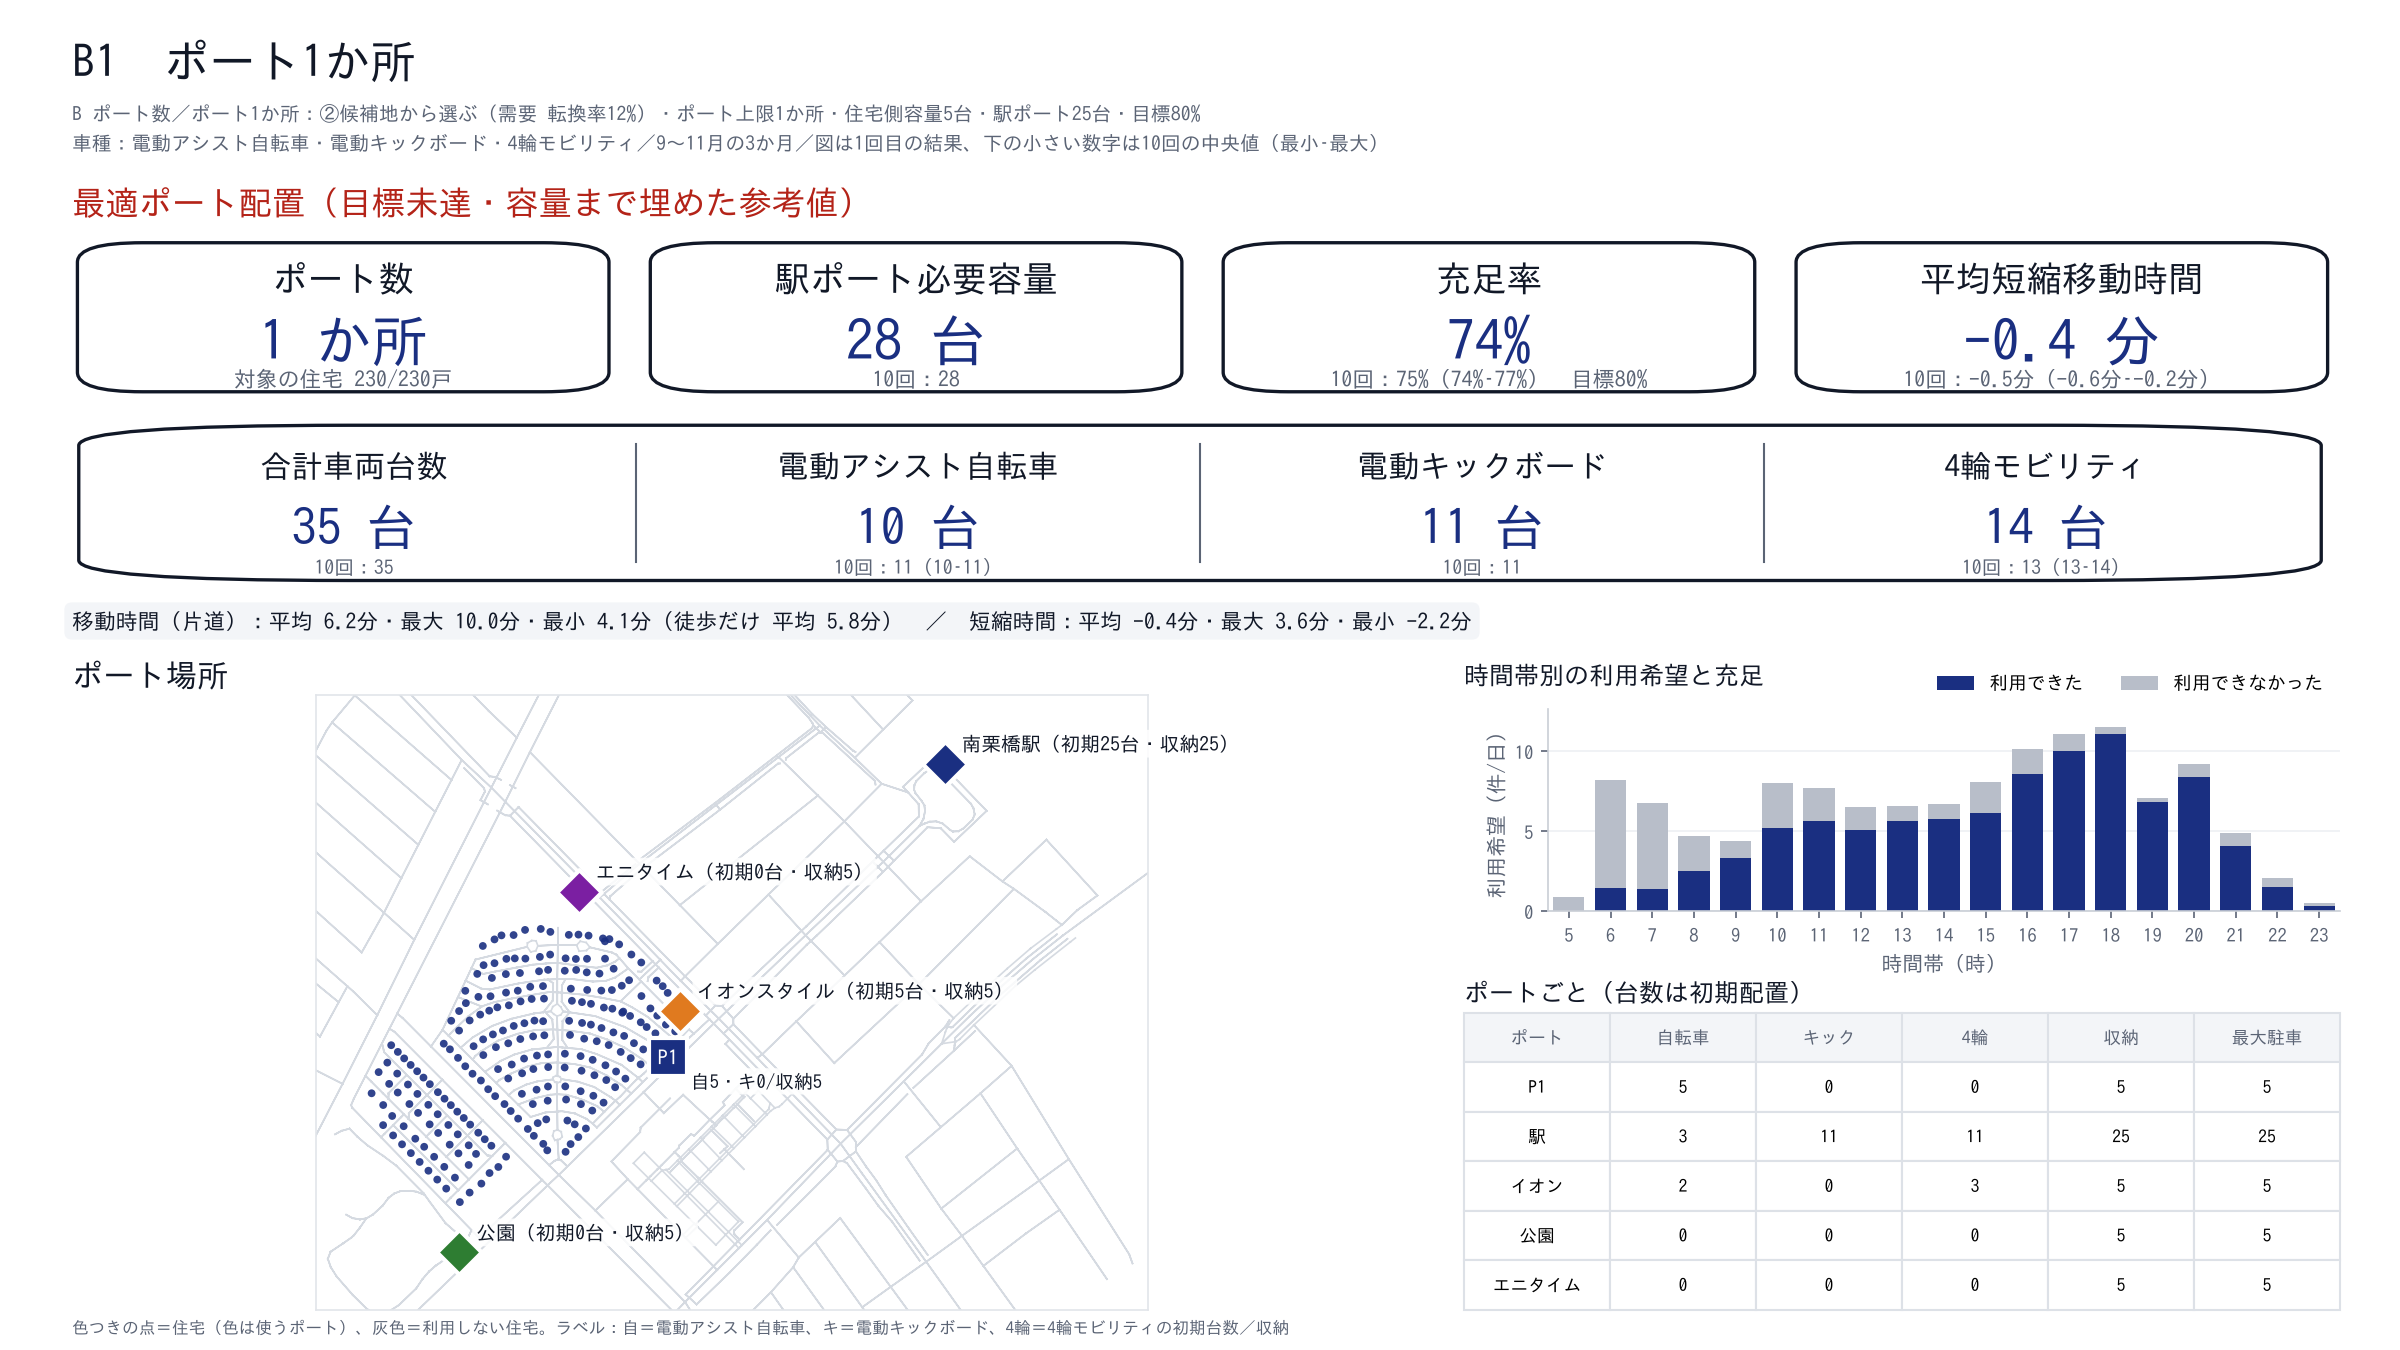 B1　ポート1か所
B ポート数／ポート1か所：②候補地から選ぶ（需要 転換率12%）・ポート上限1か所・住宅側容量5台・駅ポート25台・目標80%
車種：電動アシスト自転車・電動キックボード・4輪モビリティ／9～11月の3か月／図は1回目の結果、下の小さい数字は10回の中央値（最小-最大）
最適ポート配置（目標未達・容量まで埋めた参考値）
ポート数
1 か所
対象の住宅 230/230戸
駅ポート必要容量
28 台
10回：28
充足率
74%
10回：75%（74%-77%）　目標80%
平均短縮移動時間
-0.4 分
10回：-0.5分（-0.6分--0.2分）
合計車両台数
35 台
10回：35
電動アシスト自転車
10 台
10回：11（10-11）
電動キックボード
11 台
10回：11
4輪モビリティ
14 台
10回：13（13-14）
移動時間（片道）：平均 6.2分・最大 10.0分・最小 4.1分（徒歩だけ 平均 5.8分）　／　短縮時間：平均 -0.4分・最大 3.6分・最小 -2.2分
ポート場所
南栗橋駅（初期25台・収納25）
エニタイム（初期0台・収納5）
イオンスタイル（初期5台・収納5）
P1
自5・キ0/収納5
公園（初期0台・収納5）
色つきの点＝住宅（色は使うポート）、灰色＝利用しない住宅。ラベル：自＝電動アシスト自転車、キ＝電動キックボード、4輪＝4輪モビリティの初期台数／収納
時間帯別の利用希望と充足
利用できた　利用できなかった
利用希望（件/日）
10
5
0
5 6 7 8 9 10 11 12 13 14 15 16 17 18 19 20 21 22 23
時間帯（時）
ポートごと（台数は初期配置）
ポート 自転車 キック 4輪 収納 最大駐車
P1 5 0 0 5 5
駅 3 11 11 25 25
イオン 2 0 3 5 5
公園 0 0 0 5 5
エニタイム 0 0 0 5 5